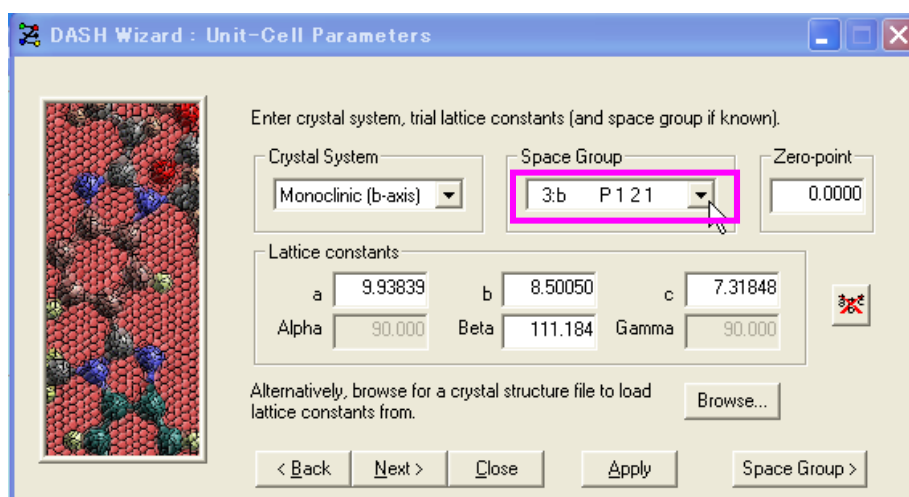 DASH Wizard : Unit-Cell Parameters
Enter crystal system, trial lattice constants (and space group if known).
Crystal System
Space Group
Zero-point
Monoclinic (b-axis)
3:b P 1 2 1
0.0000
Lattice constants
a 9.93839 b 8.50050 c 7.31848
Alpha 90.000 Beta 111.184 Gamma 90.000
Alternatively, browse for a crystal structure file to load
lattice constants from.
Browse...
< Back Next > Close Apply Space Group >